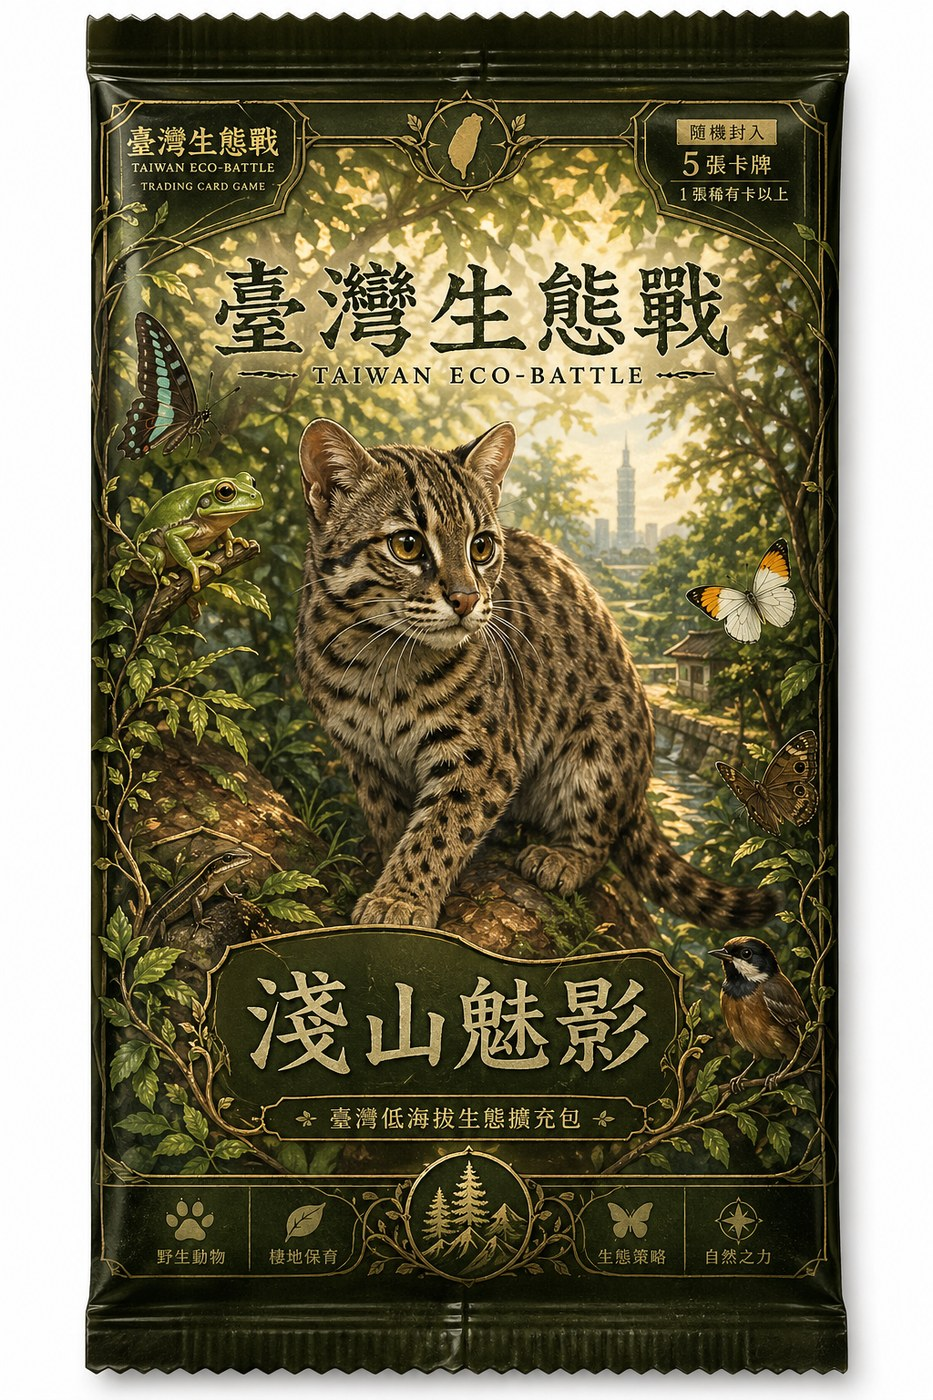 臺灣生態戰
TAIWAN ECO-BATTLE
TRADING CARD GAME
隨機封入
5 張卡牌
1 張稀有卡以上
臺灣生態戰
TAIWAN ECO-BATTLE
淺山魅影
臺灣低海拔生態擴充包
野生動物
棲地保育
生態策略
自然之力